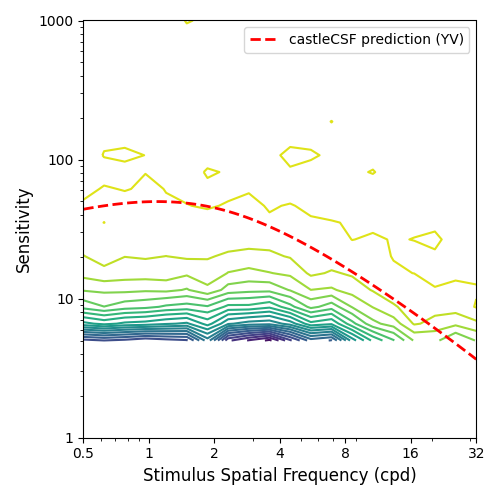 1000
castleCSF prediction (YV)
100
Sensitivity
10
1
0.5 1 2 4 8 16 32
Stimulus Spatial Frequency (cpd)